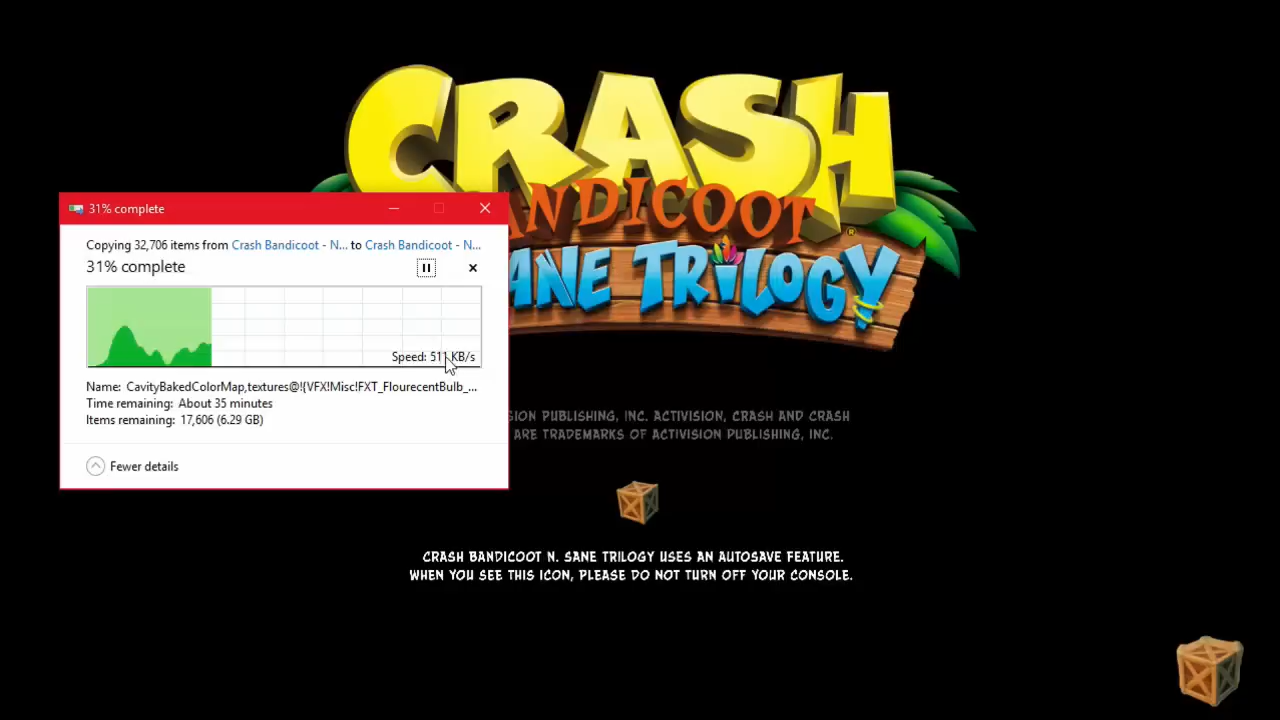 CRASH
ANDICOOT
SANE TRILOGY
31% complete
Copying 32,706 items from Crash Bandicoot - N... to Crash Bandicoot - N...
31% complete
Speed: 511 KB/s
Name: CavityBakedColorMap,textures@!{VFX!Misc!FXT_FlourecentBulb_...
Time remaining: About 35 minutes
Items remaining: 17,606 (6.29 GB)
Fewer details
SION PUBLISHING, INC. ACTIVISION, CRASH AND CRASH
ARE TRADEMARKS OF ACTIVISION PUBLISHING, INC.
CRASH BANDICOOT N. SANE TRILOGY USES AN AUTOSAVE FEATURE.
WHEN YOU SEE THIS ICON, PLEASE DO NOT TURN OFF YOUR CONSOLE.